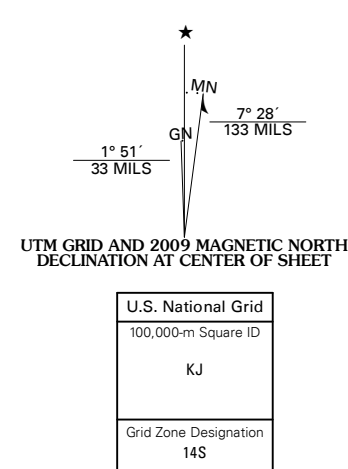 ★
MN
GN
7° 28´
133 MILS
1° 51´
33 MILS
UTM GRID AND 2009 MAGNETIC NORTH
DECLINATION AT CENTER OF SHEET
U.S. National Grid
100,000-m Square ID
KJ
Grid Zone Designation
14S